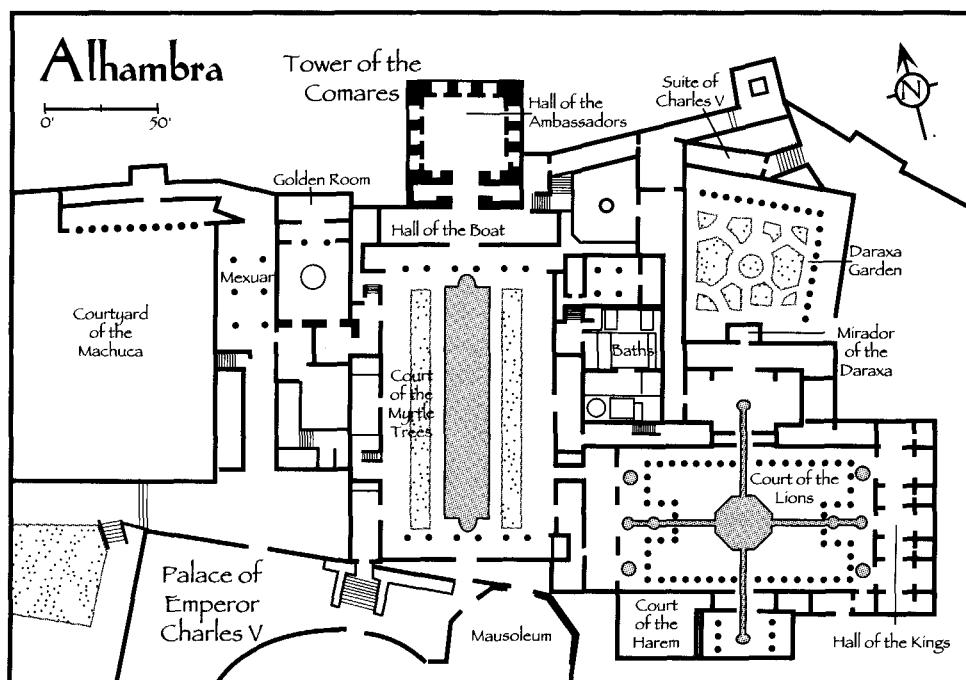 Alhambra
0' 50'
Tower of the
Comares
Hall of the
Ambassadors
Suite of
Charles V
N
Golden Room
Hall of the Boat
Mexuar
Daraxa
Garden
Courtyard
of the
Machuca
Mirador
of the
Daraxa
Baths
Court
of the
Myrtle
Trees
Court of the
Lions
Palace of
Emperor
Charles V
Mausoleum
Court
of the
Harem
Hall of the Kings